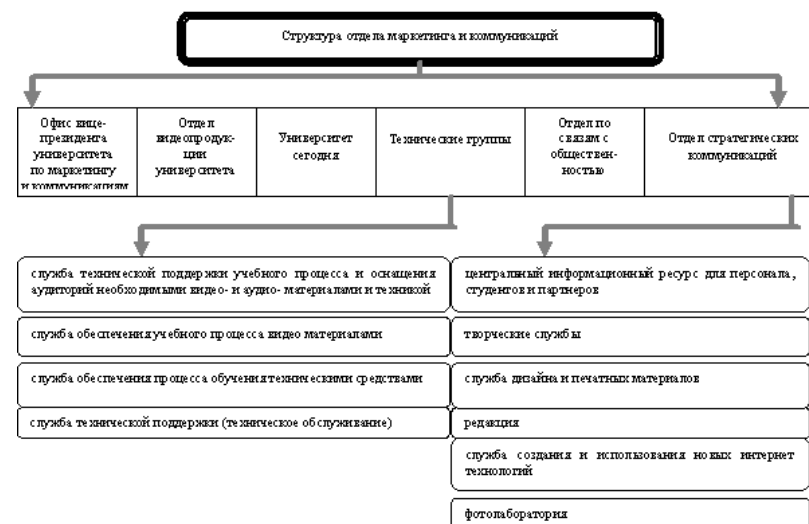 Структура отдела маркетинга и коммуникаций
Офис вице-
президента
университета
по маркетингу
и коммуникациям
Отдел
видеопродук-
ции
университета
Университет
сегодня
Технические группы
Отдел по
связям с
обществен-
ностью
Отдел стратегических
коммуникаций
служба технической поддержки учебного процесса и оснащения
аудиторий необходимыми видео- и аудио- материалами и техникой
служба обеспечения учебного процесса видео материалами
служба обеспечения процесса обучения техническими средствами
служба технической поддержки (техническое обслуживание)
центральный информационный ресурс для персонала,
студентов и партнеров
творческие службы
служба дизайна и печатных материалов
редакция
служба создания и использования новых интернет
технологий
фотолаборатория